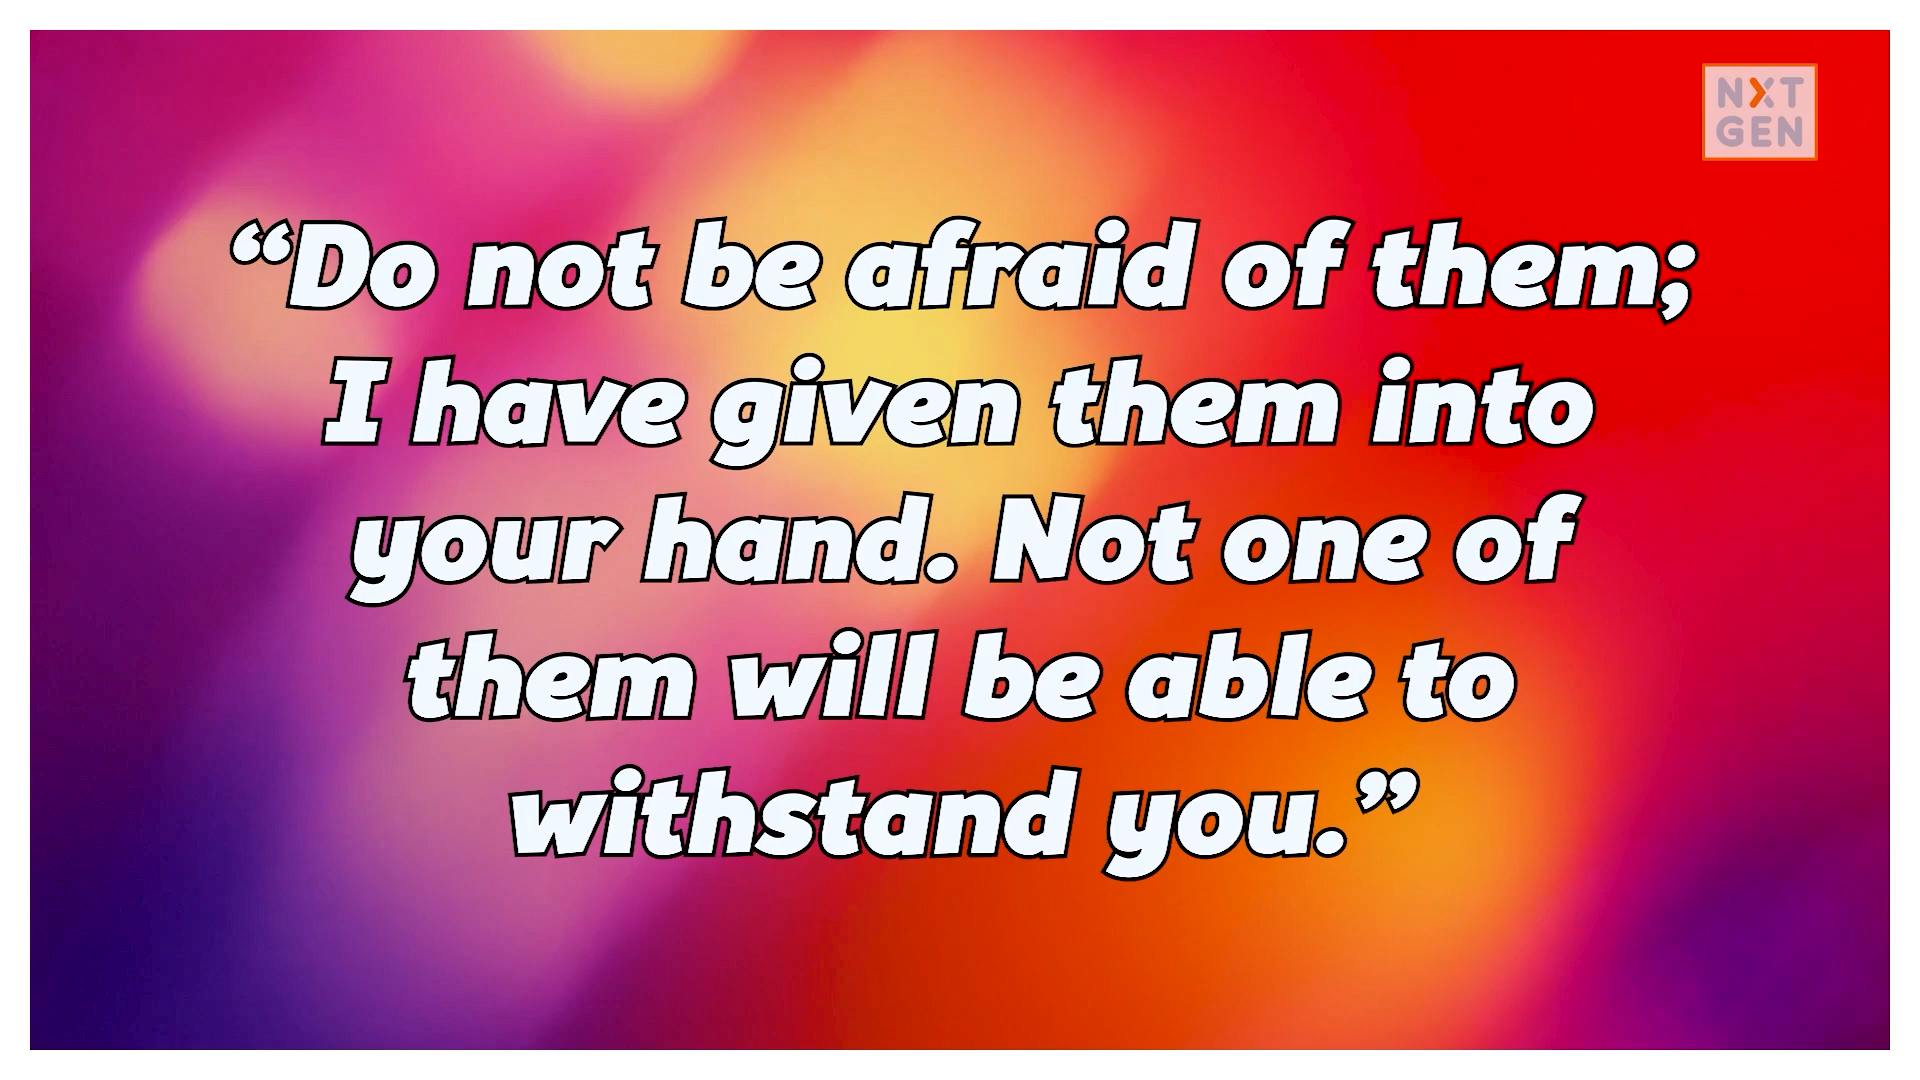 NXT
GEN
“Do not be afraid of them;
I have given them into
your hand. Not one of
them will be able to
withstand you.”